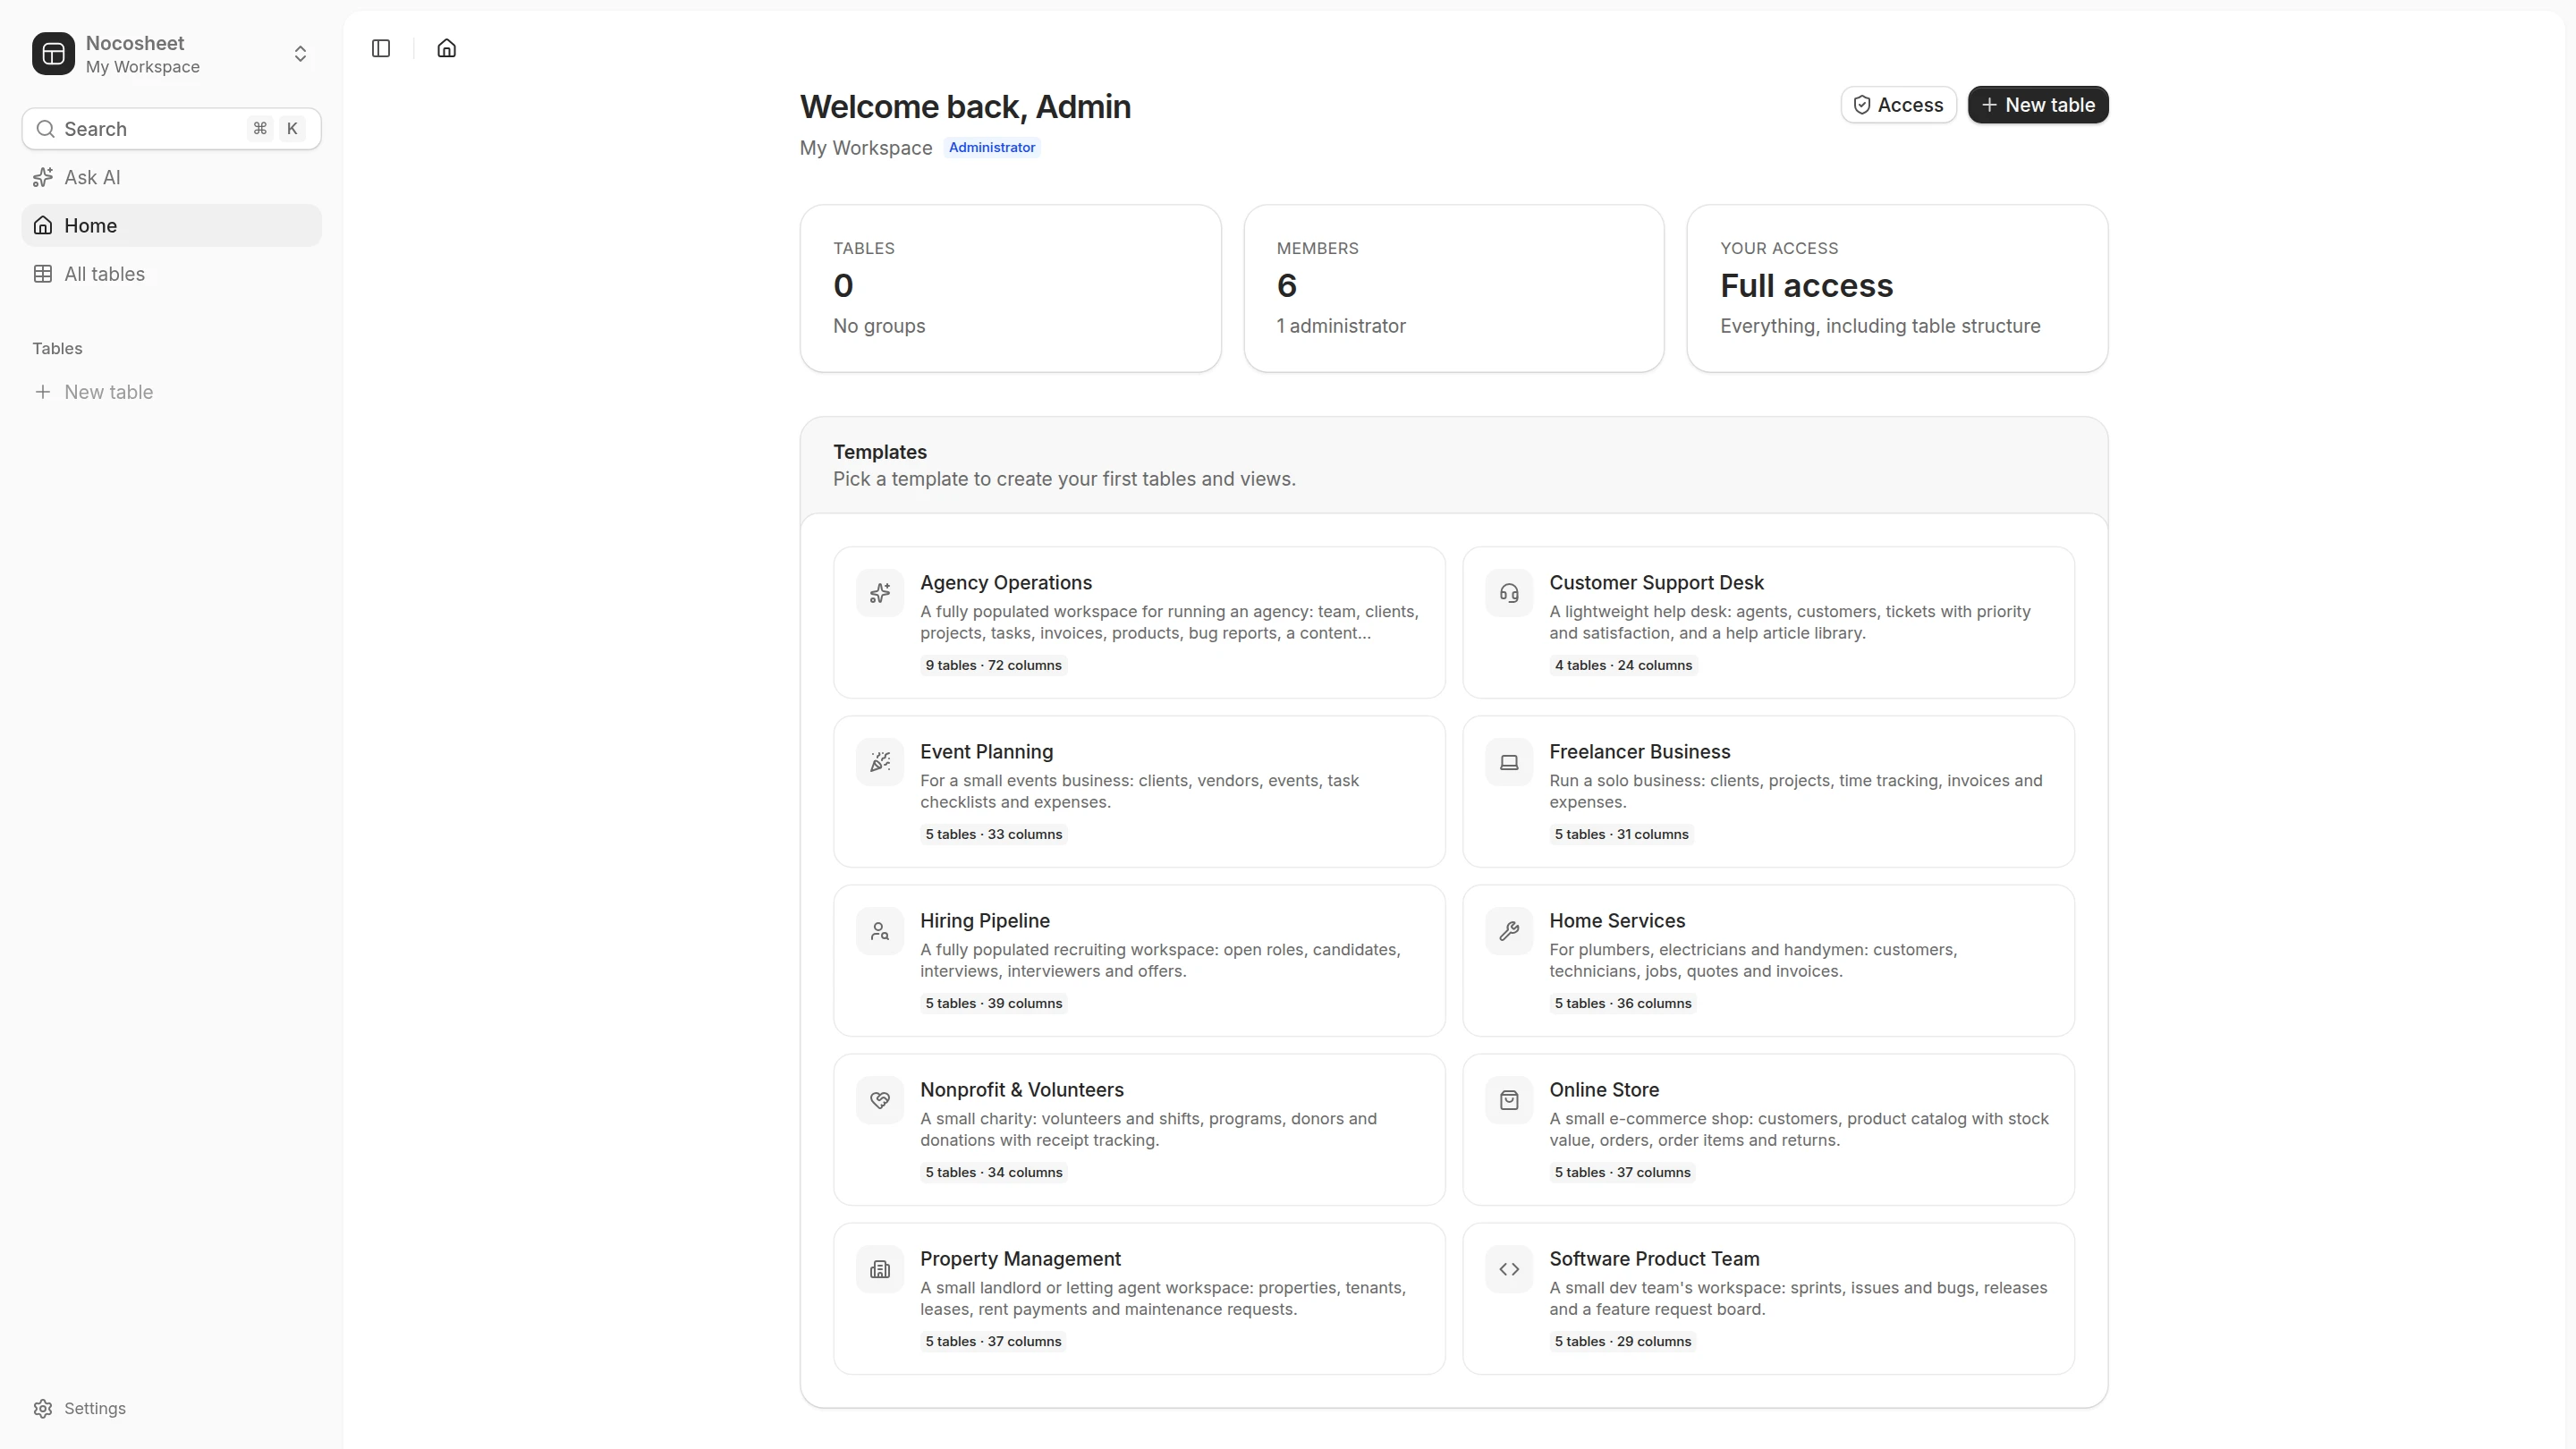 Nocosheet
My Workspace
Search ⌘ K
Ask AI
Home
All tables
Tables
New table
Settings
Welcome back, Admin
My Workspace Administrator
Access
New table
TABLES
0
No groups
MEMBERS
6
1 administrator
YOUR ACCESS
Full access
Everything, including table structure
Templates
Pick a template to create your first tables and views.
Agency Operations
A fully populated workspace for running an agency: team, clients,
projects, tasks, invoices, products, bug reports, a content...
9 tables · 72 columns
Customer Support Desk
A lightweight help desk: agents, customers, tickets with priority
and satisfaction, and a help article library.
4 tables · 24 columns
Event Planning
For a small events business: clients, vendors, events, task
checklists and expenses.
5 tables · 33 columns
Freelancer Business
Run a solo business: clients, projects, time tracking, invoices and
expenses.
5 tables · 31 columns
Hiring Pipeline
A fully populated recruiting workspace: open roles, candidates,
interviews, interviewers and offers.
5 tables · 39 columns
Home Services
For plumbers, electricians and handymen: customers,
technicians, jobs, quotes and invoices.
5 tables · 36 columns
Nonprofit & Volunteers
A small charity: volunteers and shifts, programs, donors and
donations with receipt tracking.
5 tables · 34 columns
Online Store
A small e-commerce shop: customers, product catalog with stock
value, orders, order items and returns.
5 tables · 37 columns
Property Management
A small landlord or letting agent workspace: properties, tenants,
leases, rent payments and maintenance requests.
5 tables · 37 columns
Software Product Team
A small dev team's workspace: sprints, issues and bugs, releases
and a feature request board.
5 tables · 29 columns